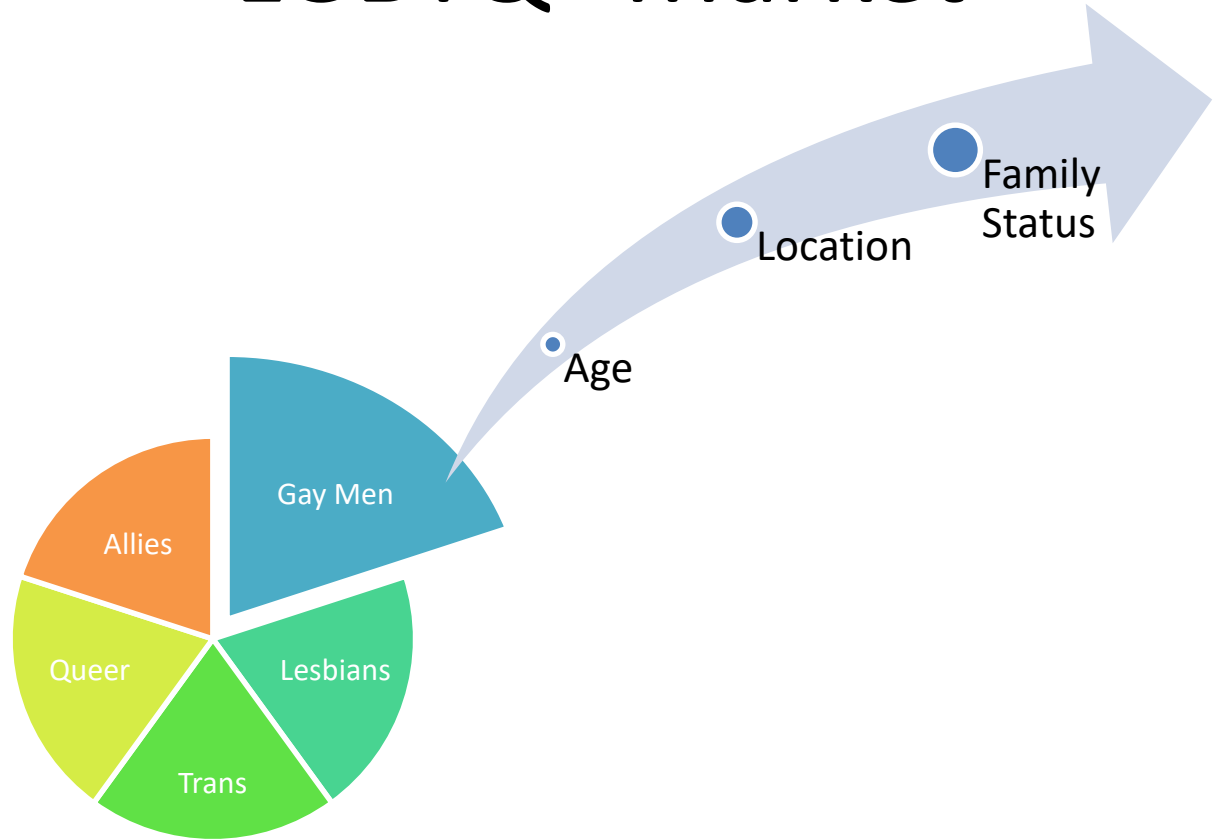 Family
Status
Location
Age
Gay Men
Allies
Queer
Lesbians
Trans